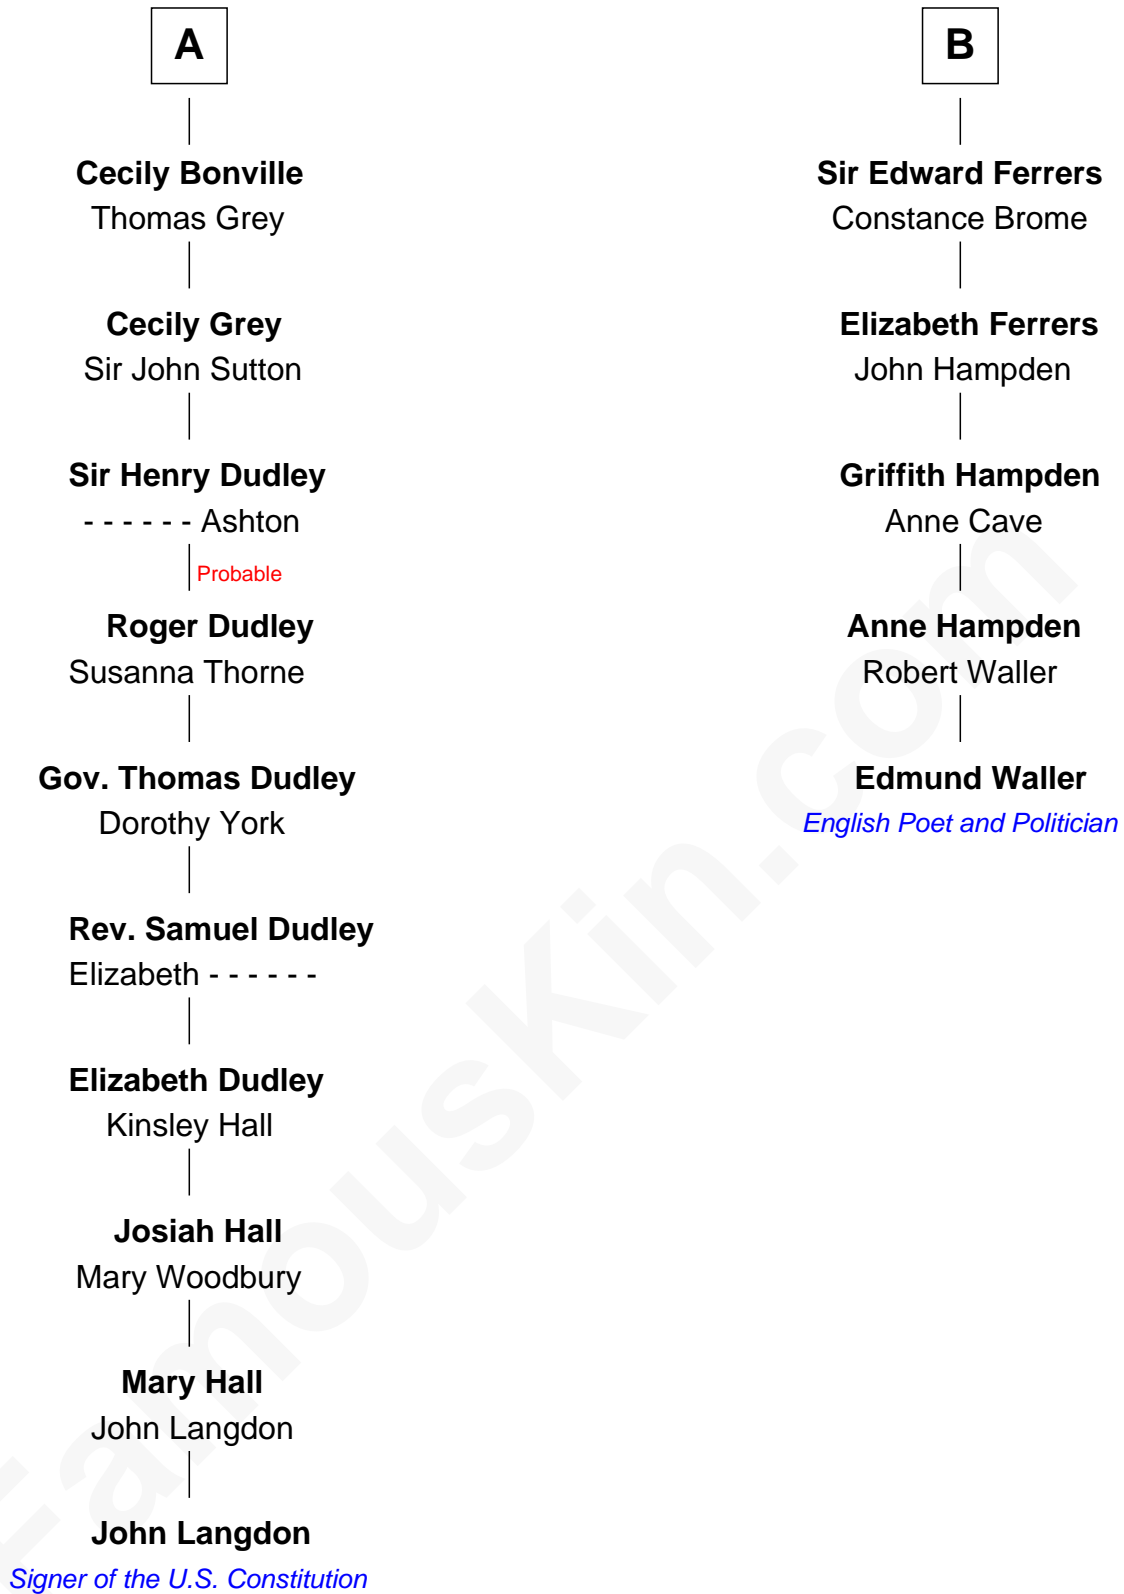 A
Cecily Bonville
Thomas Grey
Cecily Grey
Sir John Sutton
Sir Henry Dudley
- - - - - - Ashton
Probable
Roger Dudley
Susanna Thorne
Gov. Thomas Dudley
Dorothy York
Rev. Samuel Dudley
Elizabeth - - - - - -
Elizabeth Dudley
Kinsley Hall
Josiah Hall
Mary Woodbury
Mary Hall
John Langdon
John Langdon
Signer of the U.S. Constitution
B
Sir Edward Ferrers
Constance Brome
Elizabeth Ferrers
John Hampden
Griffith Hampden
Anne Cave
Anne Hampden
Robert Waller
Edmund Waller
English Poet and Politician
FamousKin.com